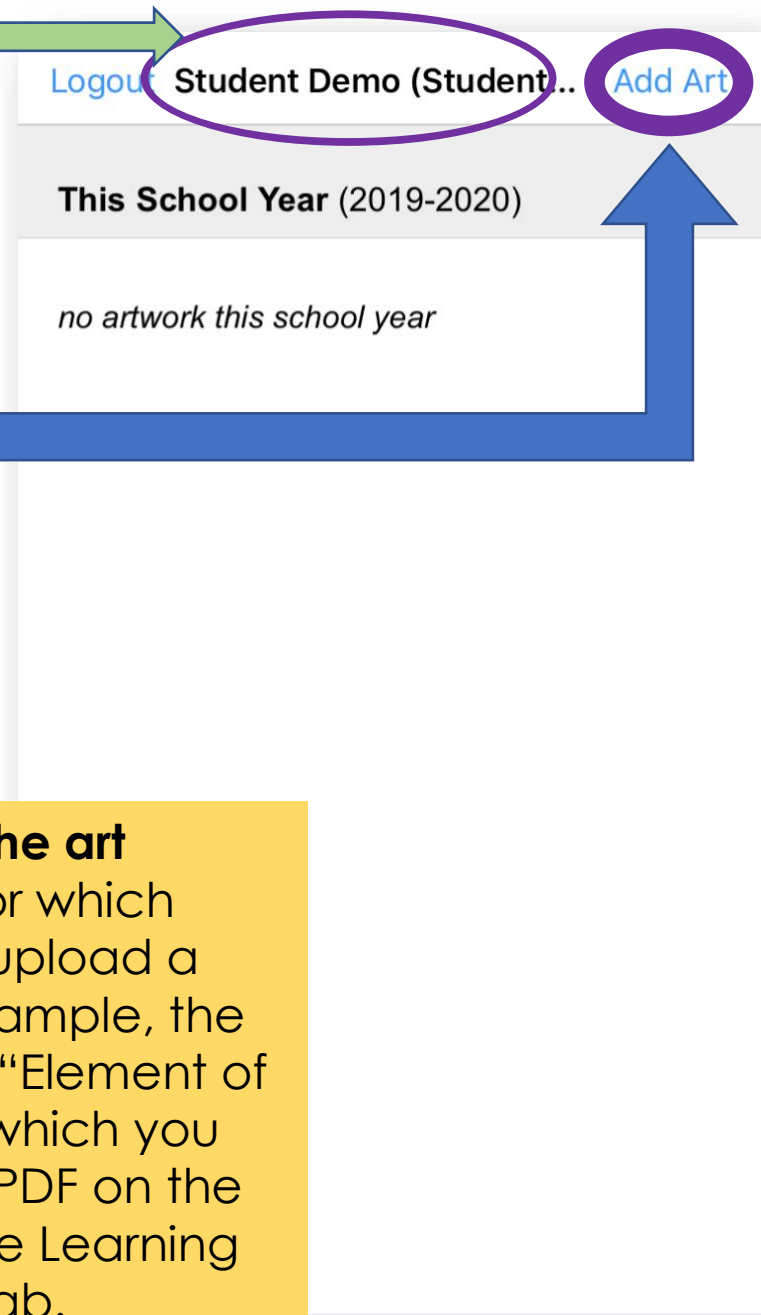 Logout Student Demo (Student... Add Art
This School Year (2019-2020)
no artwork this school year
he art
or which
upload a
ample, the
“Element of
which you
PDF on the
e Learning
ab.